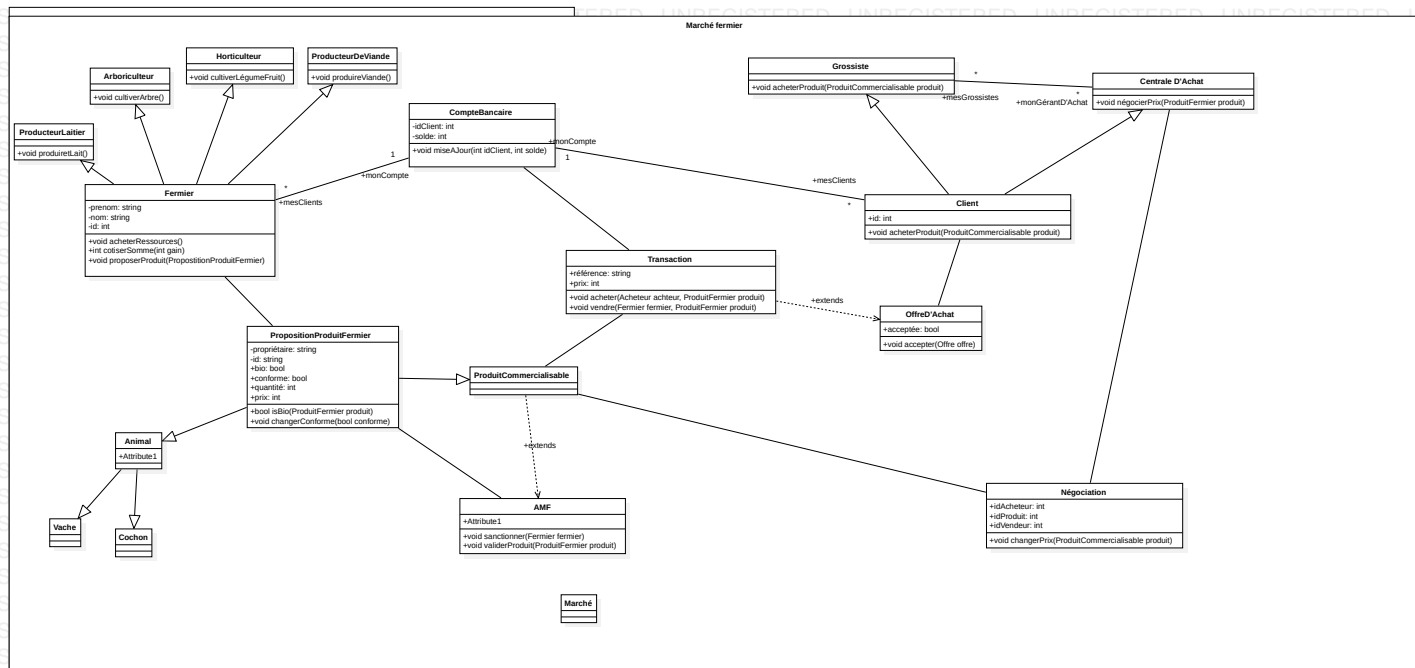 UNREGISTERED UNREGISTERED UNREGISTERED UNREGISTERED
Marché fermier
Horticulteur
+void cultiverLégumeFruit()
ProducteurDeViande
+void produireViande()
Arboriculteur
+void cultiverArbre()
ProducteurLaitier
+void produiretLait()
Grossiste
+void acheterProduit(ProduitCommercialisable produit)
*
+mesGrossistes
*
+monGérantD'Achat
Centrale D'Achat
+void négocierPrix(ProduitFermier produit)
CompteBancaire
-idClient: int
-solde: int
+void miseAJour(int idClient, int solde)
1
+monCompte
*
+mesClients
+monCompte
1
+mesClients
*
Fermier
-prenom: string
-nom: string
-id: int
+void acheterRessources()
+int cotiserSomme(int gain)
+void proposerProduit(PropostitionProduitFermier)
Client
+id: int
+void acheterProduit(ProduitCommercialisable produit)
Transaction
+référence: string
+prix: int
+void acheter(Acheteur achteur, ProduitFermier produit)
+void vendre(Fermier fermier, ProduitFermier produit)
+extends
OffreD'Achat
+acceptée: bool
+void accepter(Offre offre)
PropositionProduitFermier
-propriétaire: string
-id: string
+bio: bool
+conforme: bool
+quantité: int
+prix: int
+bool isBio(ProduitFermier produit)
+void changerConforme(bool conforme)
ProduitCommercialisable
+extends
Animal
+Attribute1
Vache
Cochon
AMF
+Attribute1
+void sanctionner(Fermier fermier)
+void validerProduit(ProduitFermier produit)
Négociation
+idAcheteur: int
+idProduit: int
+idVendeur: int
+void changerPrix(ProduitCommercialisable produit)
Marché